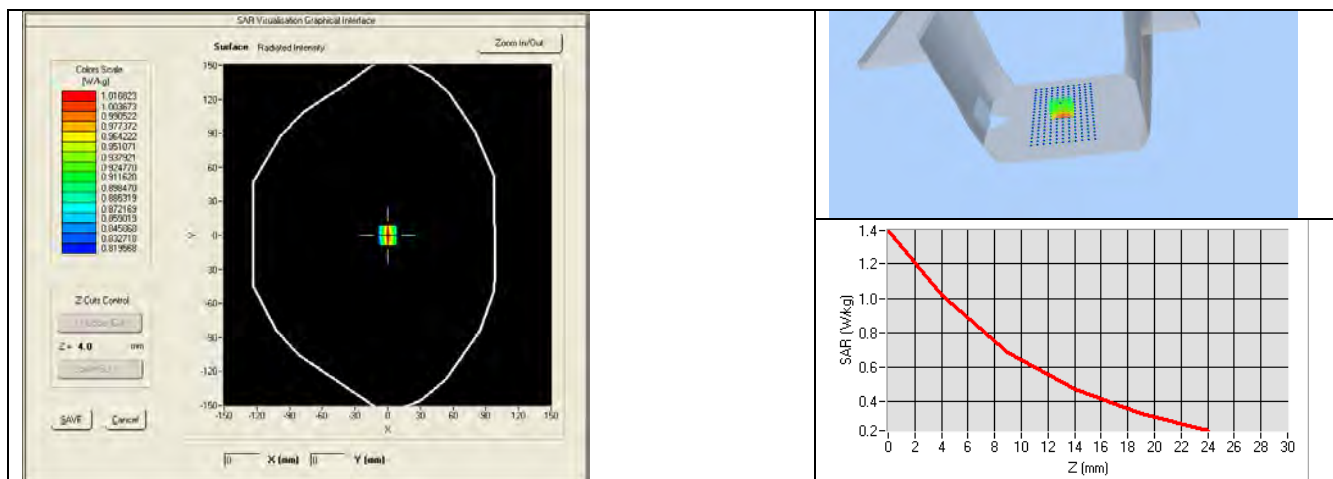 SAR Visualisation Graphical Interface
Surface Radiated Intensity
Zoom In/Out
Colors Scale
(W/kg)
1.016823
1.003673
0.990522
0.977372
0.964222
0.951071
0.937921
0.924770
0.911620
0.898470
0.885319
0.872169
0.859019
0.845868
0.832718
0.819568
Z Cuts Control
Z = 4.0 mm
SAVE
Cancel
150
120
90
60
30
0
-30
-60
-90
-120
-150
Y
-150 -120 -90 -60 -30 0 30 60 90 120 150
X
0 X (mm) 0 Y (mm)
1.4
1.2
1.0
0.8
0.6
0.4
0.2
SAR (W/kg)
0 2 4 6 8 10 12 14 16 18 20 22 24 26 28 30
Z (mm)